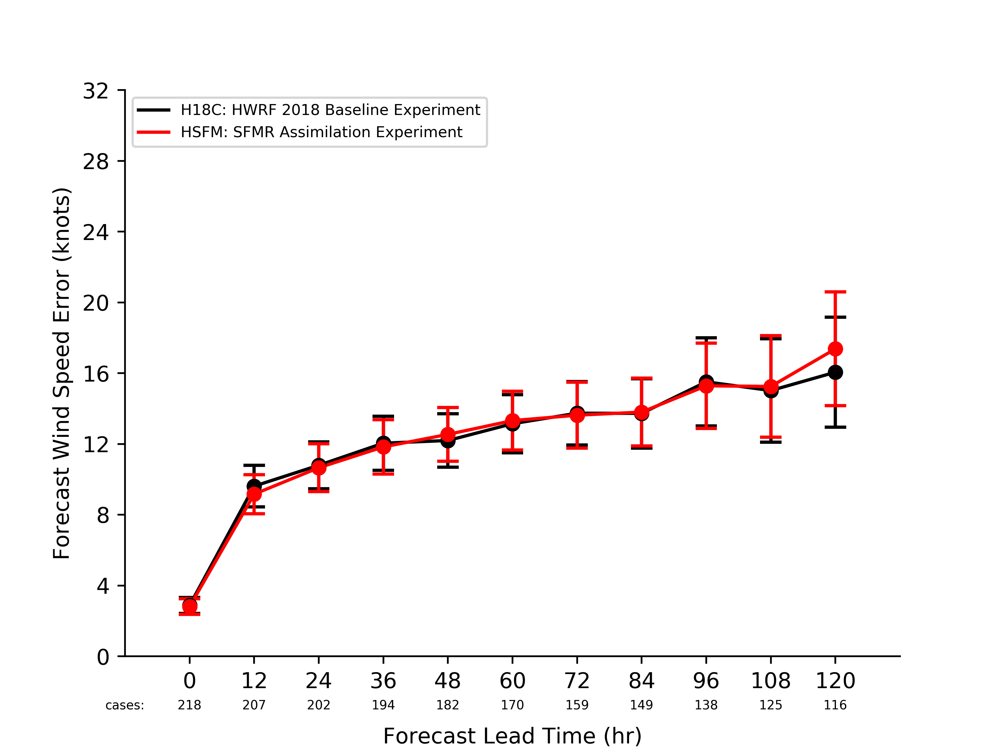 32
28
24
20
16
12
8
4
0
Forecast Wind Speed Error (knots)
H18C: HWRF 2018 Baseline Experiment
HSFM: SFMR Assimilation Experiment
0 12 24 36 48 60 72 84 96 108 120
cases: 218 207 202 194 182 170 159 149 138 125 116
Forecast Lead Time (hr)